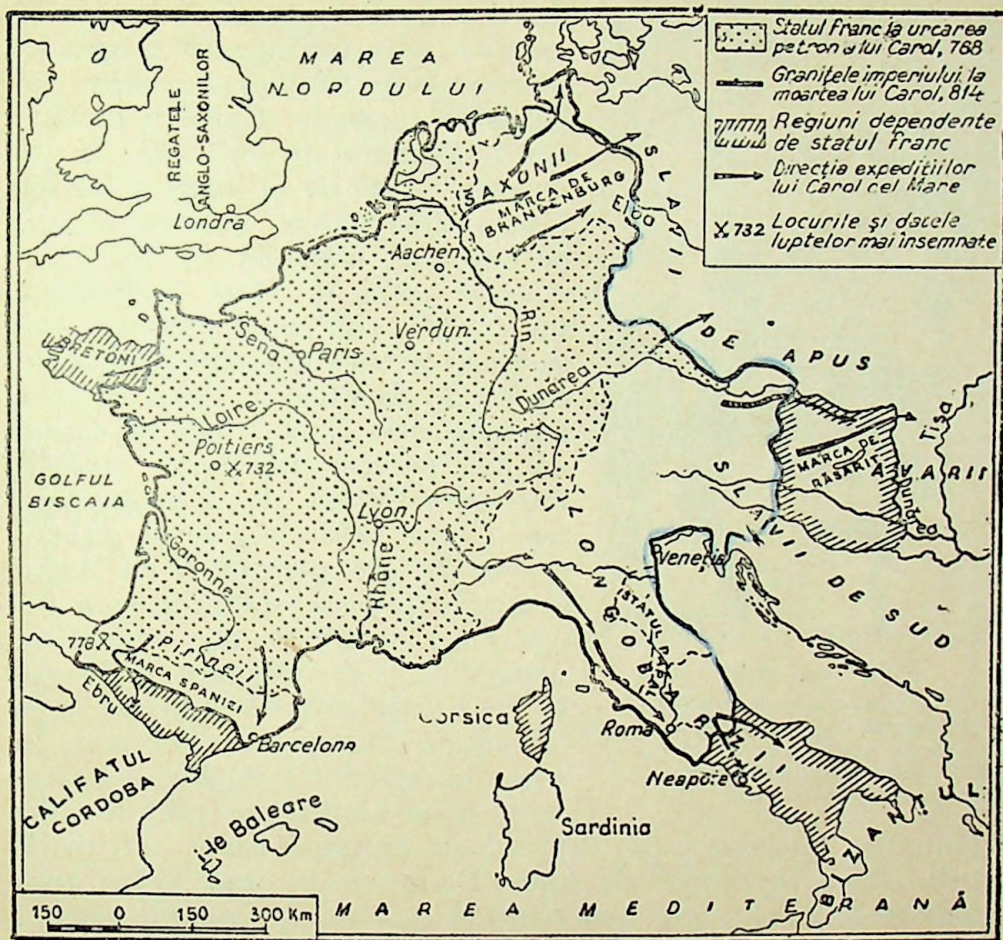 Statul franc la urcarea
pe tron a lui Carol, 768
Granițele imperiului la
moartea lui Carol, 814
Regiuni dependente
de statul franc
Direcția expedițiilor
lui Carol cel Mare
X 732 Locurile și datele
luptelor mai însemnate
MAREA
NORDULUI
REGATELE
ANGLO-SAXONILOR
Londra
SAXONII
MARCA DE
BRANDENBURG
Elba
SLAVII
DE APUS
Aachen
Rin
Verdun
Sena
Paris
BRETONI
Dunărea
Loire
Poitiers
X 732
GOLFUL
BISCAIA
Lyon
Garonne
Rhône
Tisa
MARCA DE
RĂSĂRIT
AVARII
Dunărea
SLAVII DE SUD
LONGOBARZII
Veneția
STATUL PAPAL
778 X
Pirineii
MARCA SPANIEI
Ebru
Barcelona
CALIFATUL
CORDOBA
Corsica
Roma
Neapole
Sardinia
Ile Baleare
IMP. BIZANTUL
150 0 150 300 Km
MAREA MEDITERANĂ